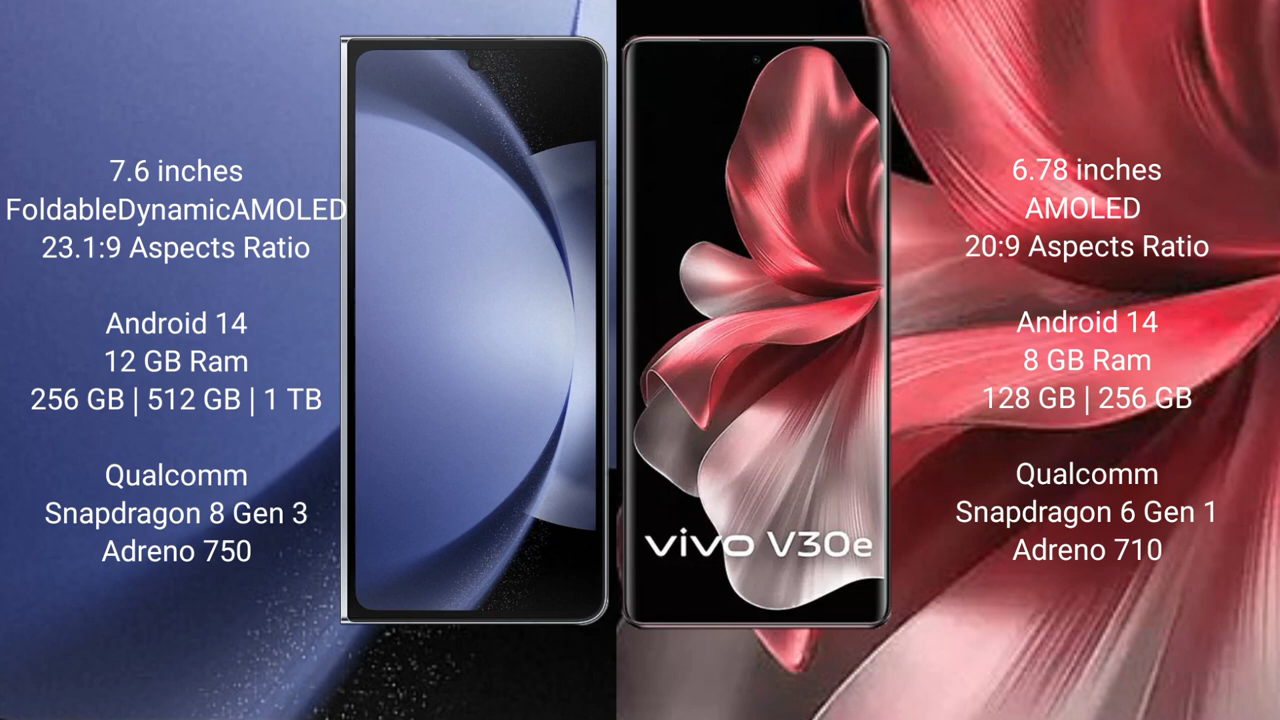 7.6 inches
FoldableDynamicAMOLED
23.1:9 Aspects Ratio
Android 14
12 GB Ram
256 GB | 512 GB | 1 TB
Qualcomm
Snapdragon 8 Gen 3
Adreno 750
vivo V30e
6.78 inches
AMOLED
20:9 Aspects Ratio
Android 14
8 GB Ram
128 GB | 256 GB
Qualcomm
Snapdragon 6 Gen 1
Adreno 710